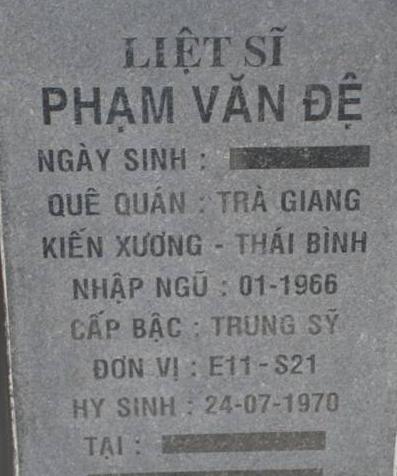 LIỆT SĨ
PHẠM VĂN ĐỆ
NGÀY SINH :
QUÊ QUÁN : TRÀ GIANG
KIẾN XƯƠNG - THÁI BÌNH
NHẬP NGŨ : 01-1966
CẤP BẬC : TRUNG SỸ
ĐƠN VỊ : E11-S21
HY SINH : 24-07-1970
TẠI :